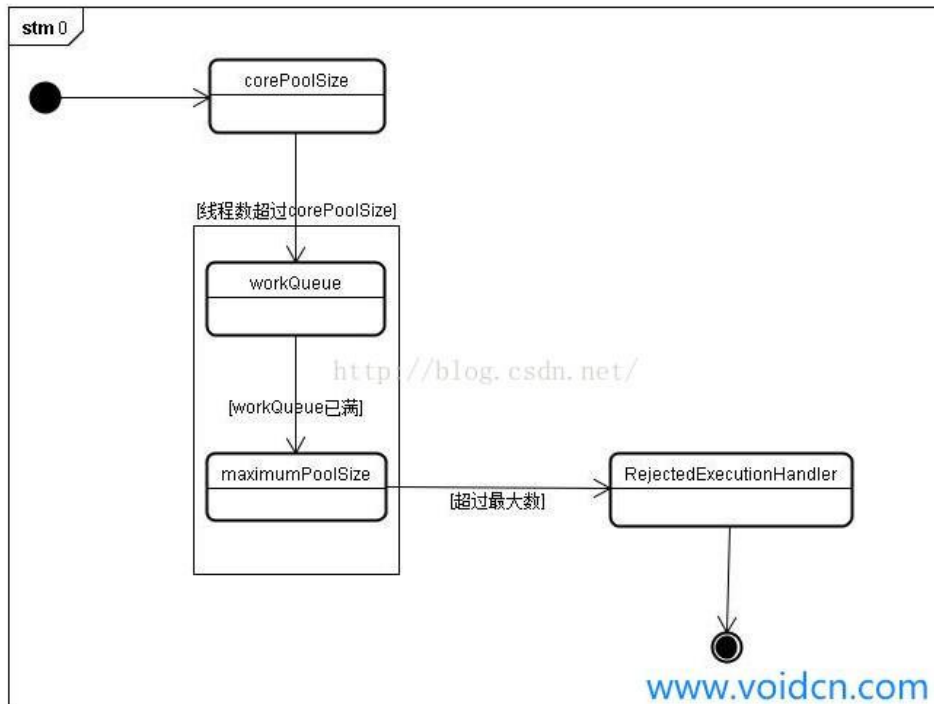 stm 0
corePoolSize
[线程数超过corePoolSize]
workQueue
http://blog.csdn.net/
[workQueue已满]
maximumPoolSize
RejectedExecutionHandler
[超过最大数]
www.voidcn.com